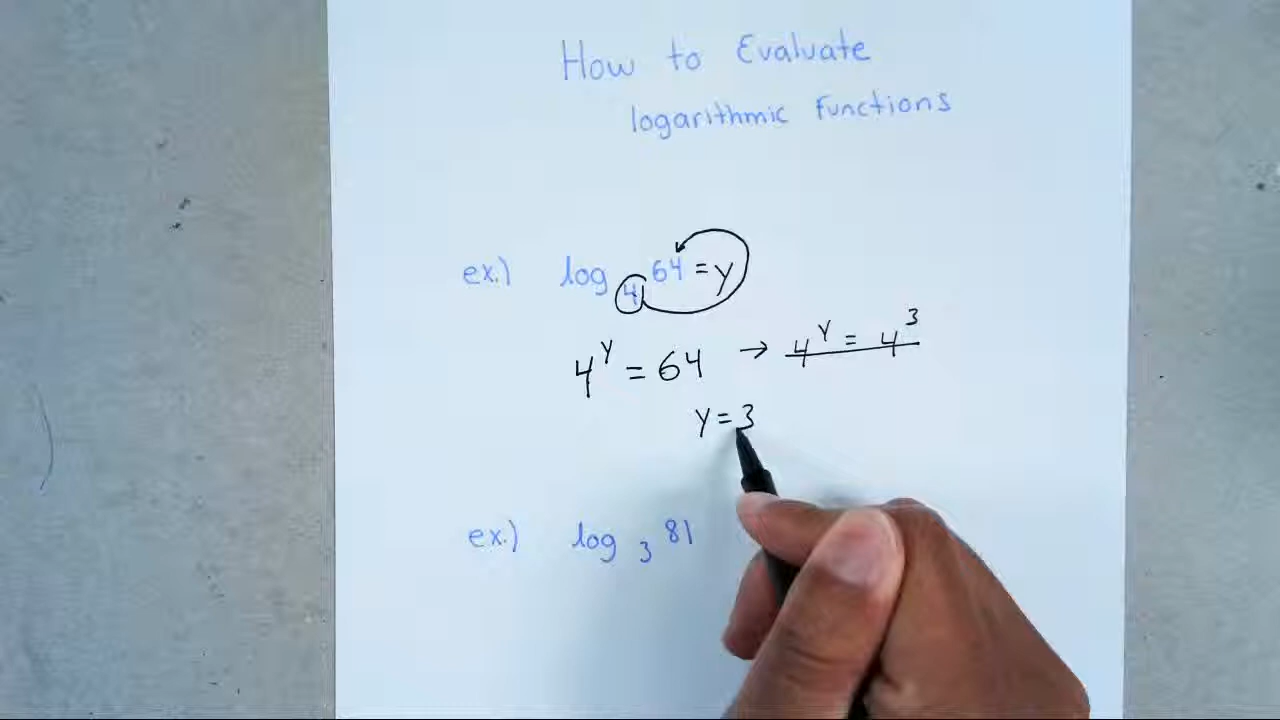 How to Evaluate
logarithmic functions
ex.) log₄ 64 = y
4^y = 64 → 4^y = 4^3
y = 3
ex.) log₃ 81